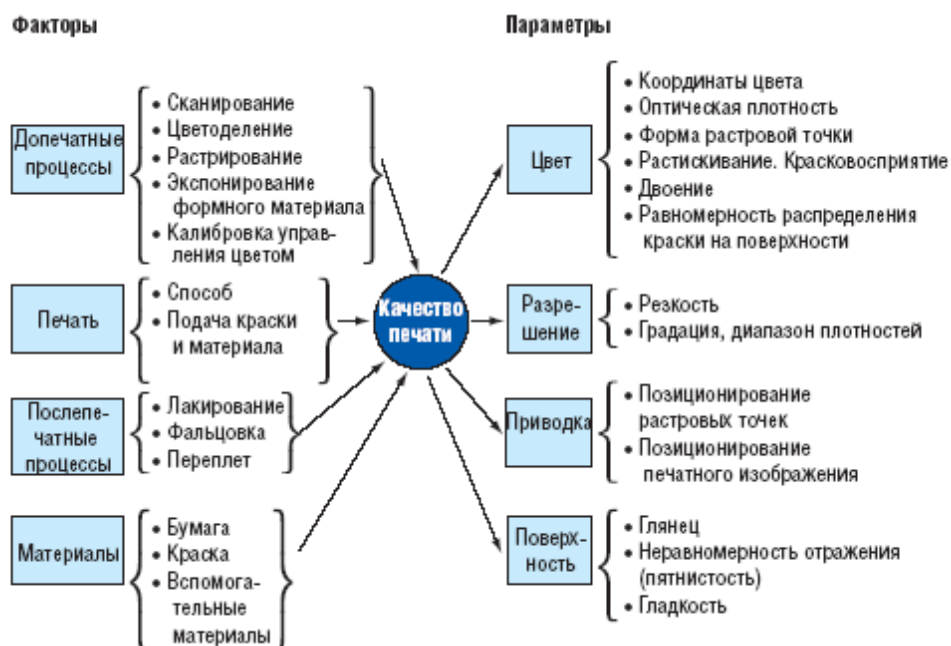 Факторы
Допечатные
процессы
• Сканирование
• Цветоделение
• Растрирование
• Экспонирование
формного материала
• Калибровка управ-
ления цветом
Печать
• Способ
• Подача краски
и материала
Послепе-
чатные
процессы
• Лакирование
• Фальцовка
• Переплет
Материалы
• Бумага
• Краска
• Вспомога-
тельные
материалы
Качество
печати
Параметры
Цвет
• Координаты цвета
• Оптическая плотность
• Форма растровой точки
• Растискивание. Красковосприятие
• Двоение
• Равномерность распределения
краски на поверхности
Разре-
шение
• Резкость
• Градация, диапазон плотностей
Приводка
• Позиционирование
растровых точек
• Позиционирование
печатного изображения
Поверх-
ность
• Глянец
• Неравномерность отражения
(пятнистость)
• Гладкость